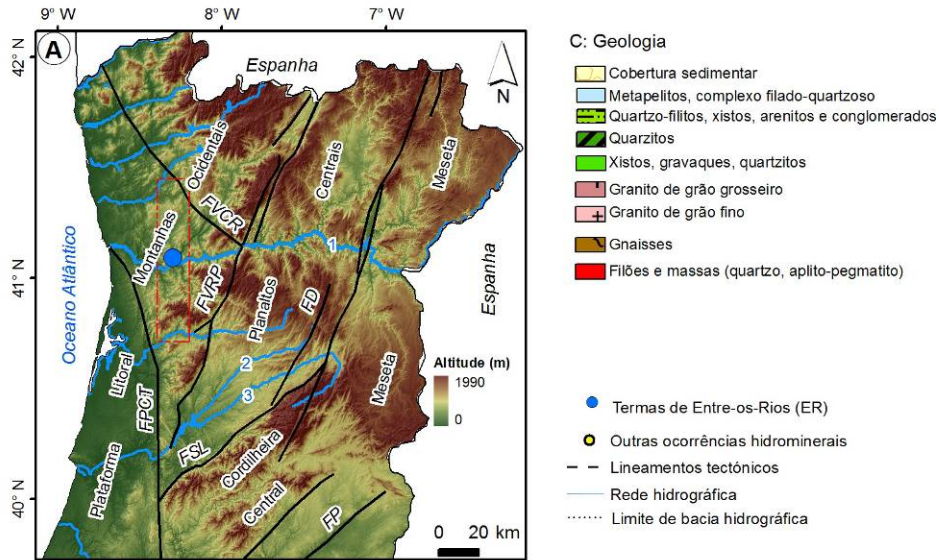 9° W
8° W
7° W
A
42° N
Espanha
N
Ocidentais
Centrais
Meseta
FVCR
Montanhas
1
41° N
Oceano Atlântico
FVRP
Planaltos
FD
Espanha
Litoral
FPCT
2
3
Altitude (m)
1990
0
Meseta
FSL
Cordilheira
Central
Plataforma
FP
40° N
0 20 km
C: Geologia
Cobertura sedimentar
Metapelitos, complexo filado-quartzoso
Quartzo-filitos, xistos, arenitos e conglomerados
Quarzitos
Xistos, gravaques, quartzitos
Granito de grão grosseiro
Granito de grão fino
Gnaisses
Filões e massas (quartzo, aplito-pegmatito)
Termas de Entre-os-Rios (ER)
Outras ocorrências hidrominerais
Lineamentos tectónicos
Rede hidrográfica
Limite de bacia hidrográfica